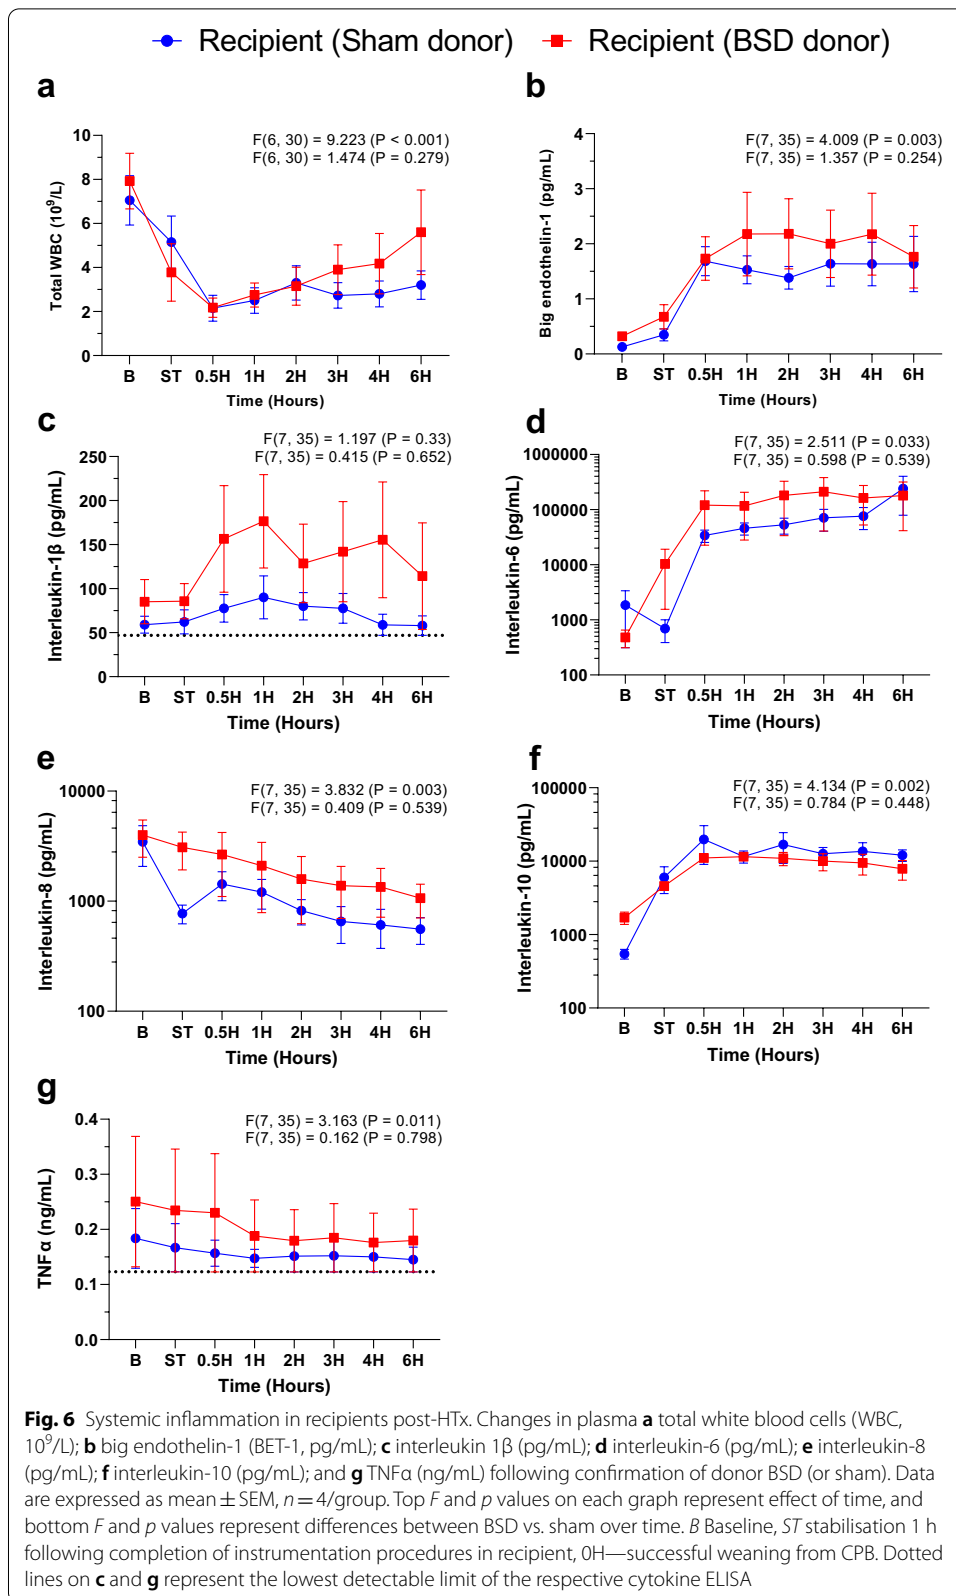 Recipient (Sham donor) Recipient (BSD donor)
a
F(6, 30) = 9.223 (P < 0.001)
F(6, 30) = 1.474 (P = 0.279)
Total WBC (10⁹/L)
10
8
6
4
2
0
B ST 0.5H 1H 2H 3H 4H 6H
Time (Hours)
b
F(7, 35) = 4.009 (P = 0.003)
F(7, 35) = 1.357 (P = 0.254)
Big endothelin-1 (pg/mL)
4
3
2
1
0
B ST 0.5H 1H 2H 3H 4H 6H
Time (Hours)
c
F(7, 35) = 1.197 (P = 0.33)
F(7, 35) = 0.415 (P = 0.652)
Interleukin-1β (pg/mL)
250
200
150
100
50
0
B ST 0.5H 1H 2H 3H 4H 6H
Time (Hours)
d
F(7, 35) = 2.511 (P = 0.033)
F(7, 35) = 0.598 (P = 0.539)
Interleukin-6 (pg/mL)
1000000
100000
10000
1000
100
B ST 0.5H 1H 2H 3H 4H 6H
Time (Hours)
e
F(7, 35) = 3.832 (P = 0.003)
F(7, 35) = 0.409 (P = 0.539)
Interleukin-8 (pg/mL)
10000
1000
100
B ST 0.5H 1H 2H 3H 4H 6H
Time (Hours)
f
F(7, 35) = 4.134 (P = 0.002)
F(7, 35) = 0.784 (P = 0.448)
Interleukin-10 (pg/mL)
100000
10000
1000
100
B ST 0.5H 1H 2H 3H 4H 6H
Time (Hours)
g
F(7, 35) = 3.163 (P = 0.011)
F(7, 35) = 0.162 (P = 0.798)
TNFα (ng/mL)
0.4
0.3
0.2
0.1
0.0
B ST 0.5H 1H 2H 3H 4H 6H
Time (Hours)
Fig. 6 Systemic inflammation in recipients post-HTx. Changes in plasma a total white blood cells (WBC,
10⁹/L); b big endothelin-1 (BET-1, pg/mL); c interleukin 1β (pg/mL); d interleukin-6 (pg/mL); e interleukin-8
(pg/mL); f interleukin-10 (pg/mL); and g TNFα (ng/mL) following confirmation of donor BSD (or sham). Data
are expressed as mean ± SEM, n = 4/group. Top F and p values on each graph represent effect of time, and
bottom F and p values represent differences between BSD vs. sham over time. B Baseline, ST stabilisation 1 h
following completion of instrumentation procedures in recipient, 0H—successful weaning from CPB. Dotted
lines on c and g represent the lowest detectable limit of the respective cytokine ELISA